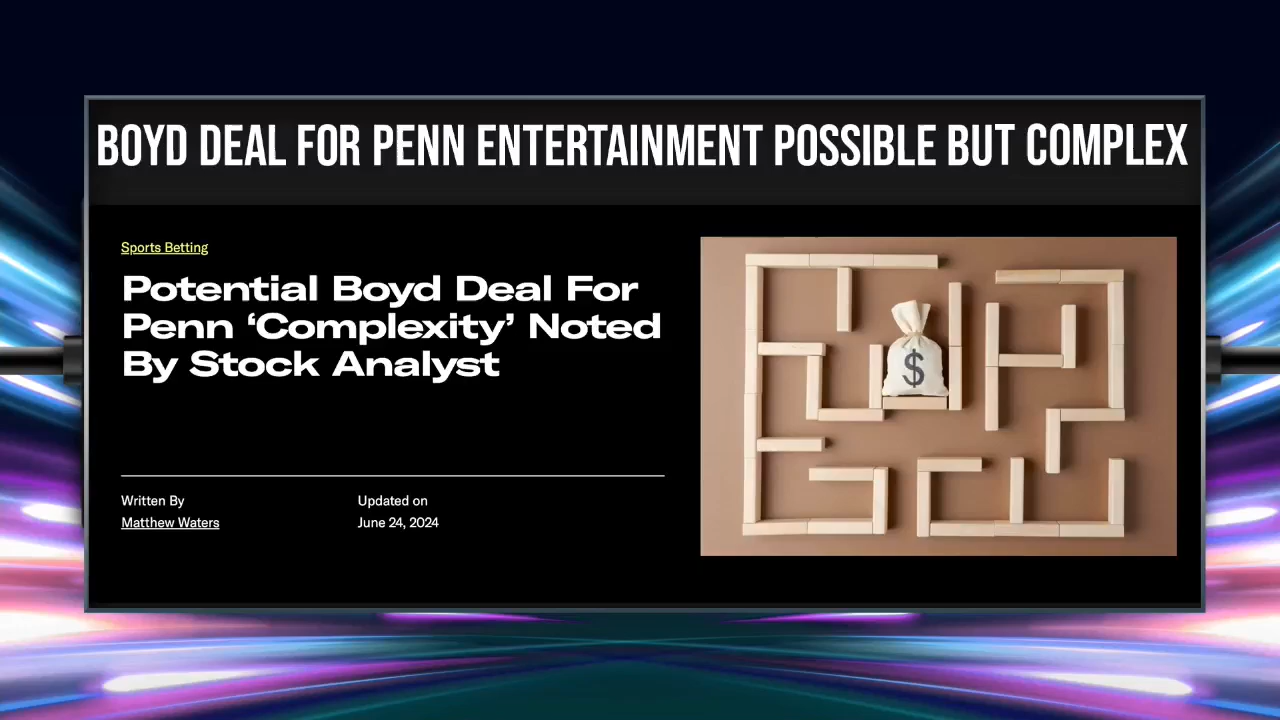 BOYD DEAL FOR PENN ENTERTAINMENT POSSIBLE BUT COMPLEX
Sports Betting
Potential Boyd Deal For
Penn ‘Complexity’ Noted
By Stock Analyst
Written By
Updated on
Matthew Waters
June 24, 2024
$